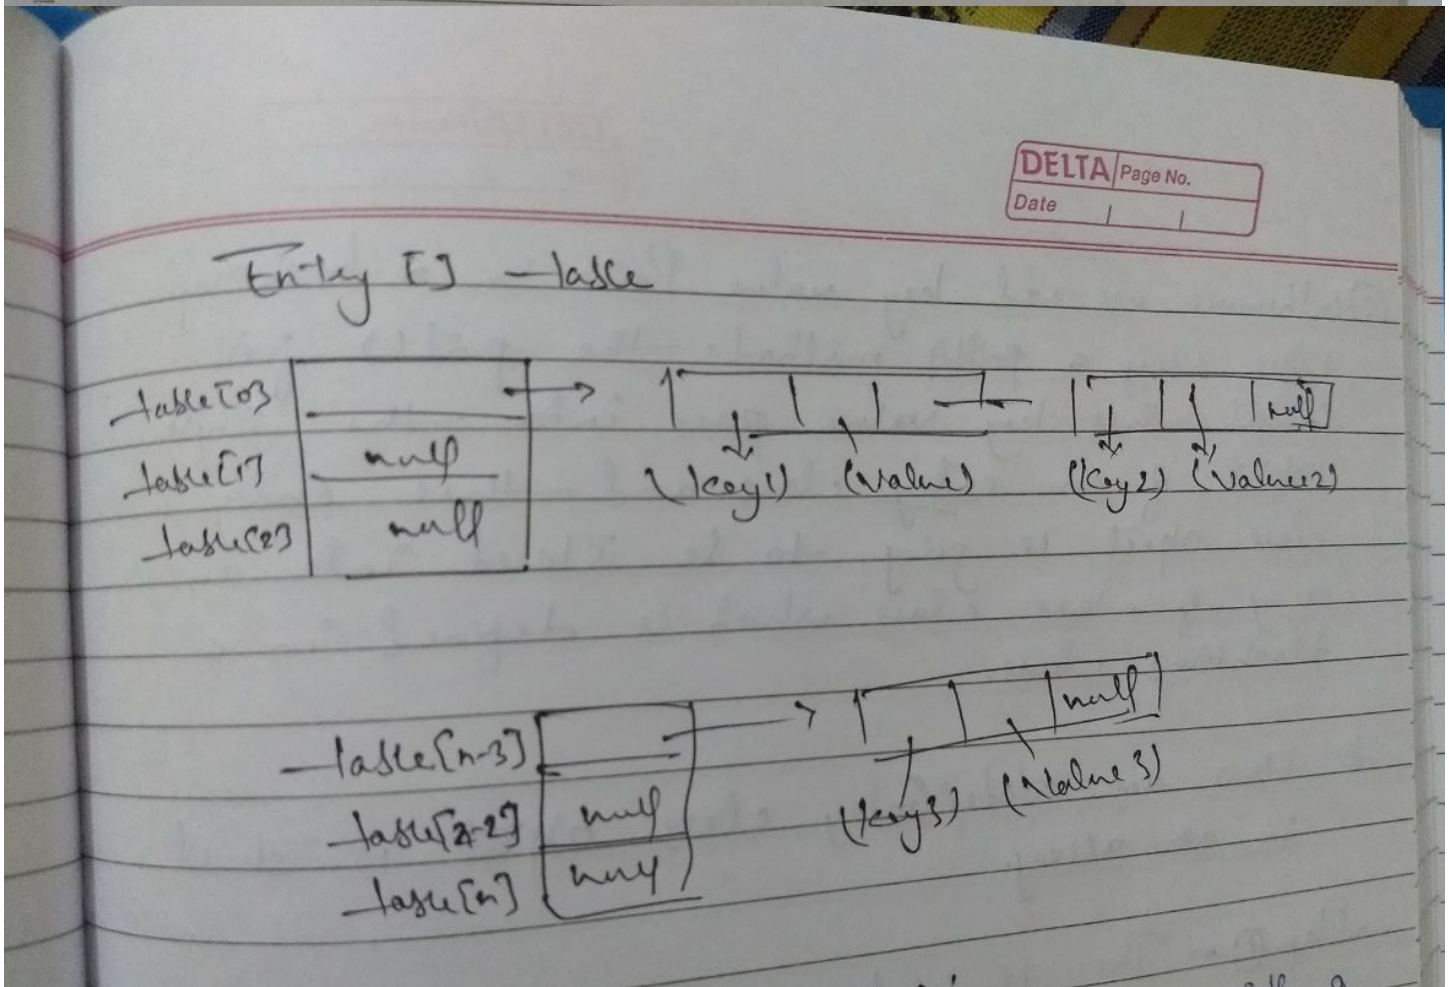 DELTA Page No.
Date
Entry [] table
table[0]
null
table[1] null
(key1) (value) (key2) (value2)
table[2] null
table[n-3] null
table[n-2] null
(key3) (value3)
table[n] null